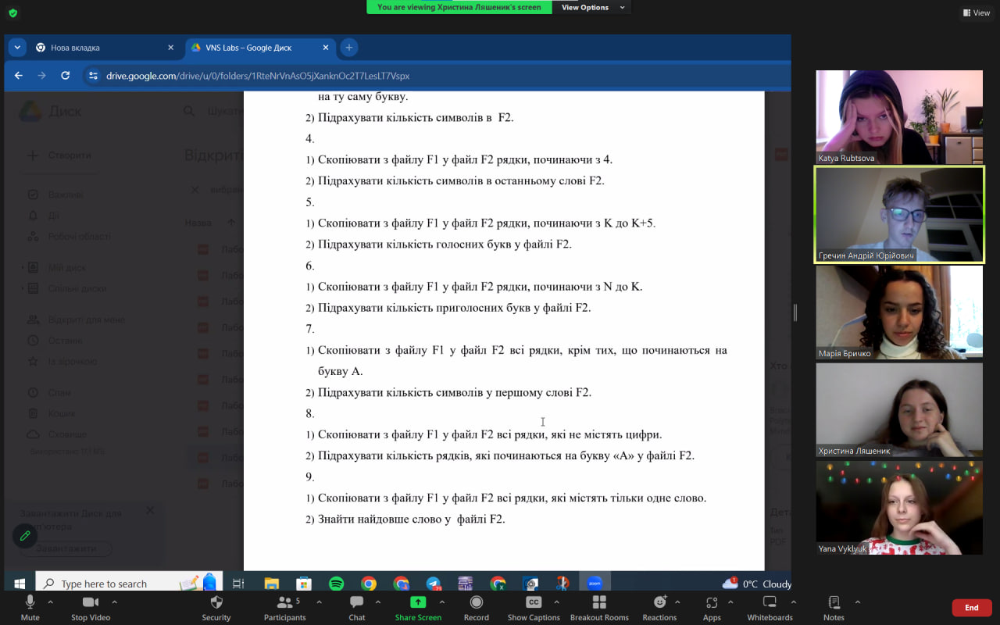 You are viewing Христина Ляшеник's screen
View Options
View
Нова вкладка
VNS Labs – Google Диск
drive.google.com/drive/u/0/folders/1RteNrVnAsO5jXanknOc2T7LesLT7Vspx
Диск
Шукати
Створити
Відкриті
вибран
Важливі
Дії
Робочі області
Назва
Мій диск
Спільні диски
Відкриті для мене
Останні
Із зірочкою
Спам
Кошик
Сховище
Лабо
Лабо
Лабо
Лабо
Лабо
Лабо
Лабо
Лабо
Лабо
Лабо
Завантажити Диск для
Завантажити
на ту саму букву.
2) Підрахувати кількість символів в F2.
4.
1) Скопіювати з файлу F1 у файл F2 рядки, починаючи з 4.
2) Підрахувати кількість символів в останньому слові F2.
5.
1) Скопіювати з файлу F1 у файл F2 рядки, починаючи з K до K+5.
2) Підрахувати кількість голосних букв у файлі F2.
6.
1) Скопіювати з файлу F1 у файл F2 рядки, починаючи з N до K.
2) Підрахувати кількість приголосних букв у файлі F2.
7.
1) Скопіювати з файлу F1 у файл F2 всі рядки, крім тих, що починаються на
букву A.
2) Підрахувати кількість символів у першому слові F2.
8.
1) Скопіювати з файлу F1 у файл F2 всі рядки, які не містять цифри.
2) Підрахувати кількість рядків, які починаються на букву «А» у файлі F2.
9.
1) Скопіювати з файлу F1 у файл F2 всі рядки, які містять тільки одне слово.
2) Знайти найдовше слово у файлі F2.
Хто
Дета
Тип
PDF
Katya Rubtsova
Гречин Андрій Юрійович
Марія Бричко
Христина Ляшеник
Yana Vyklyuk
Type here to search
zoom
0°C Cloudy
Mute
Stop Video
Security
5
Participants
Chat
Share Screen
Record
CC
Show Captions
Breakout Rooms
Reactions
Apps
Whiteboards
Notes
End